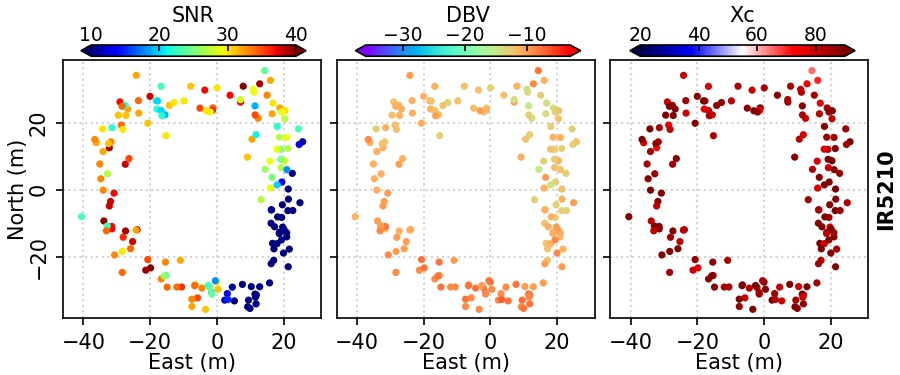 SNR DBV Xc
10 20 30 40 −30 −20 −10 20 40 60 80
20
0
−20
North (m)
IR5210
−40 −20 0 20 −40 −20 0 20 −40 −20 0 20
East (m) East (m) East (m)